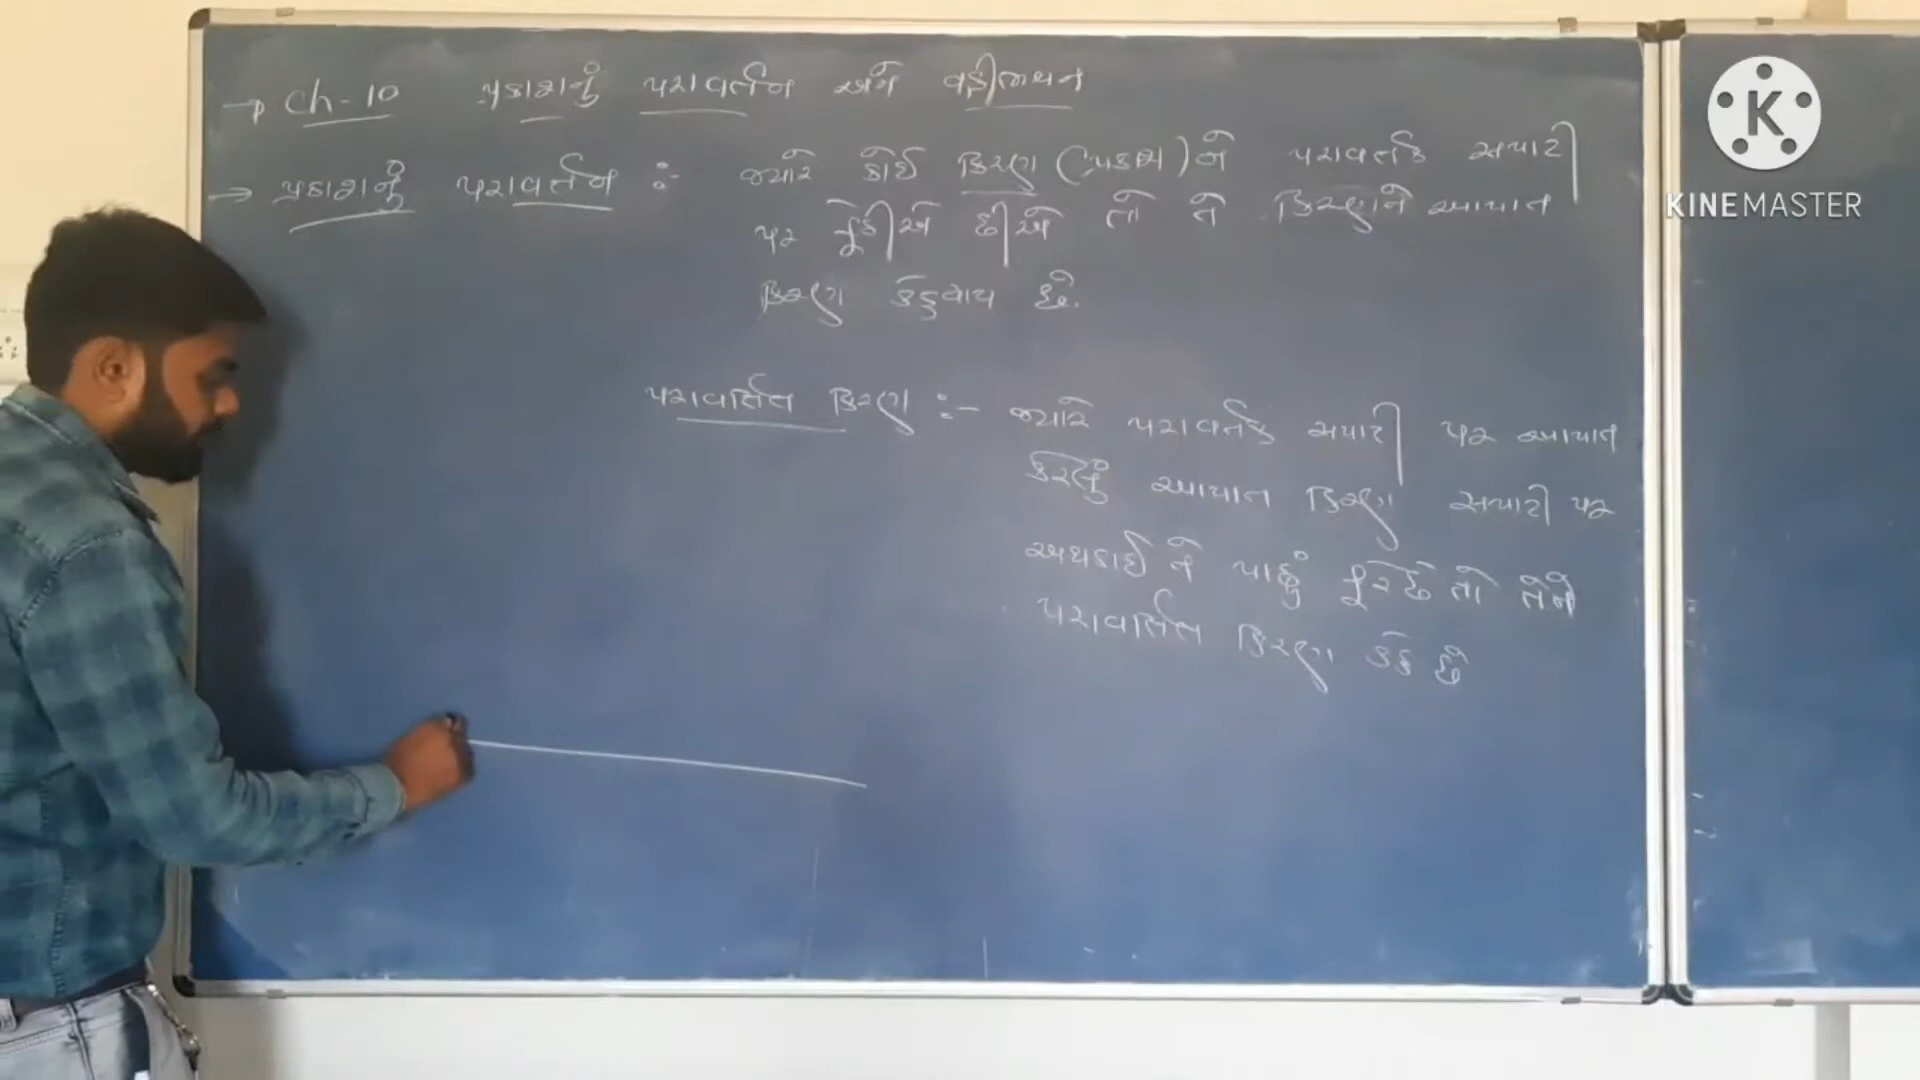 → Ch-10 પ્રકાશનું પરાવર્તન અને વક્રીભવન
→ પ્રકાશનું પરાવર્તન :- જ્યારે કોઈ કિરણ (પ્રકાશ) ને પરાવર્તક સપાટી
પર ફેંકીએ છીએ તો તે કિરણને આપાત
કિરણ કહેવાય છે.
પરાવર્તિત કિરણ :- જ્યારે પરાવર્તક સપાટી પર આપાત
કરેલું આપાત કિરણ સપાટી પર
અથડાઈ ને પાછું ફરે છે તો તેને
પરાવર્તિત કિરણ કહે છે
K
KINEMASTER